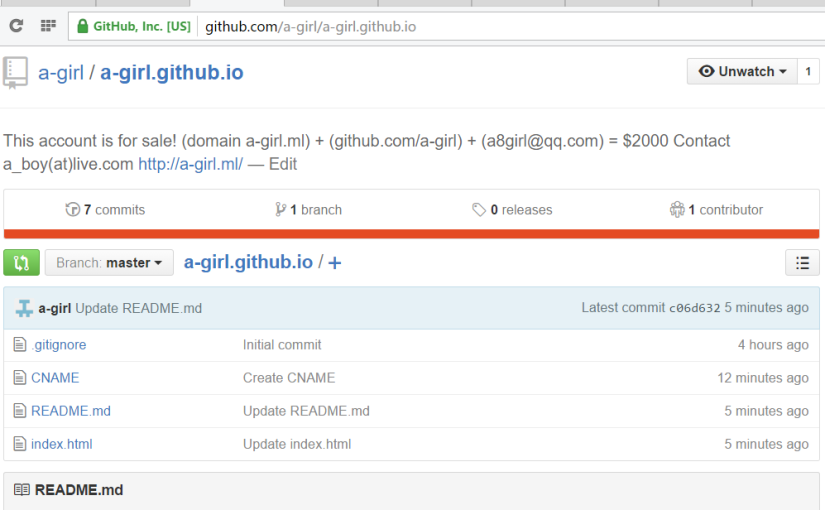 GitHub, Inc. [US] github.com/a-girl/a-girl.github.io
a-girl / a-girl.github.io
Unwatch 1
This account is for sale! (domain a-girl.ml) + (github.com/a-girl) + (a8girl@qq.com) = $2000 Contact
a_boy(at)live.com http://a-girl.ml/ — Edit
7 commits 1 branch 0 releases 1 contributor
Branch: master a-girl.github.io / +
a-girl Update README.md Latest commit c06d632 5 minutes ago
.gitignore Initial commit 4 hours ago
CNAME Create CNAME 12 minutes ago
README.md Update README.md 5 minutes ago
index.html Update index.html 5 minutes ago
README.md